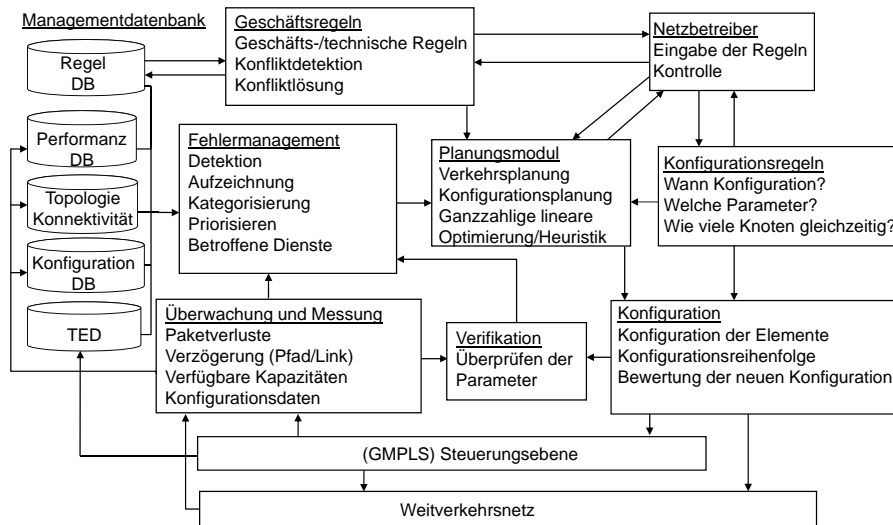 Managementdatenbank
Regel
DB
Performanz
DB
Topologie
Konnektivität
Konfiguration
DB
TED
Geschäftsregeln
Geschäfts-/technische Regeln
Konfliktdetektion
Konfliktlösung
Netzbetreiber
Eingabe der Regeln
Kontrolle
Fehlermanagement
Detektion
Aufzeichnung
Kategorisierung
Priorisieren
Betroffene Dienste
Planungsmodul
Verkehrsplanung
Konfigurationsplanung
Ganzzahlige lineare
Optimierung/Heuristik
Konfigurationsregeln
Wann Konfiguration?
Welche Parameter?
Wie viele Knoten gleichzeitig?
Überwachung und Messung
Paketverluste
Verzögerung (Pfad/Link)
Verfügbare Kapazitäten
Konfigurationsdaten
Verifikation
Überprüfen der
Parameter
Konfiguration
Konfiguration der Elemente
Konfigurationsreihenfolge
Bewertung der neuen Konfiguration
(GMPLS) Steuerungsebene
Weitverkehrsnetz